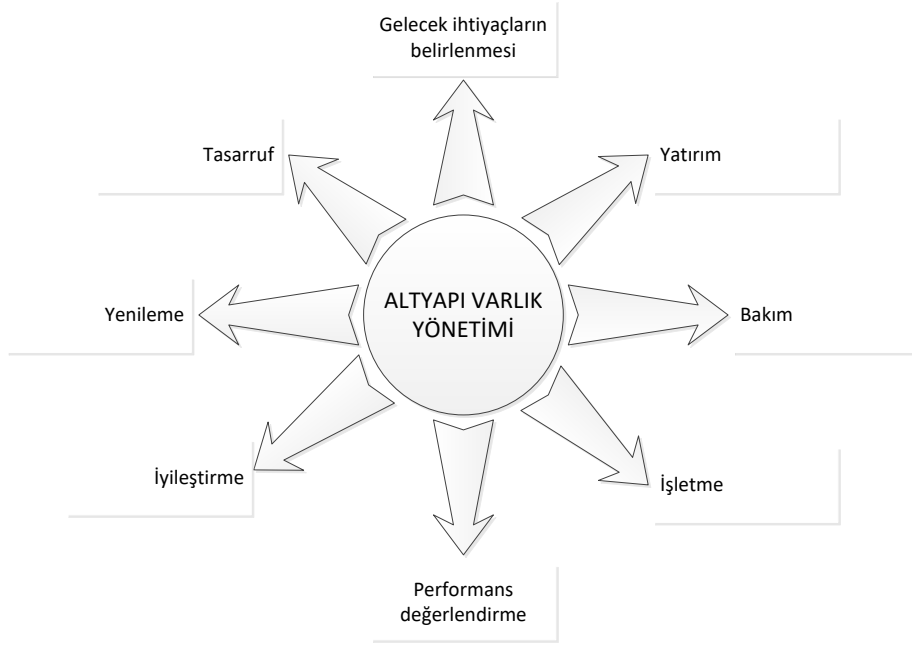 Gelecek ihtiyaçların
belirlenmesi
Tasarruf
Yatırım
Yenileme
ALTYAPI VARLIK
YÖNETİMİ
Bakım
İyileştirme
İşletme
Performans
değerlendirme